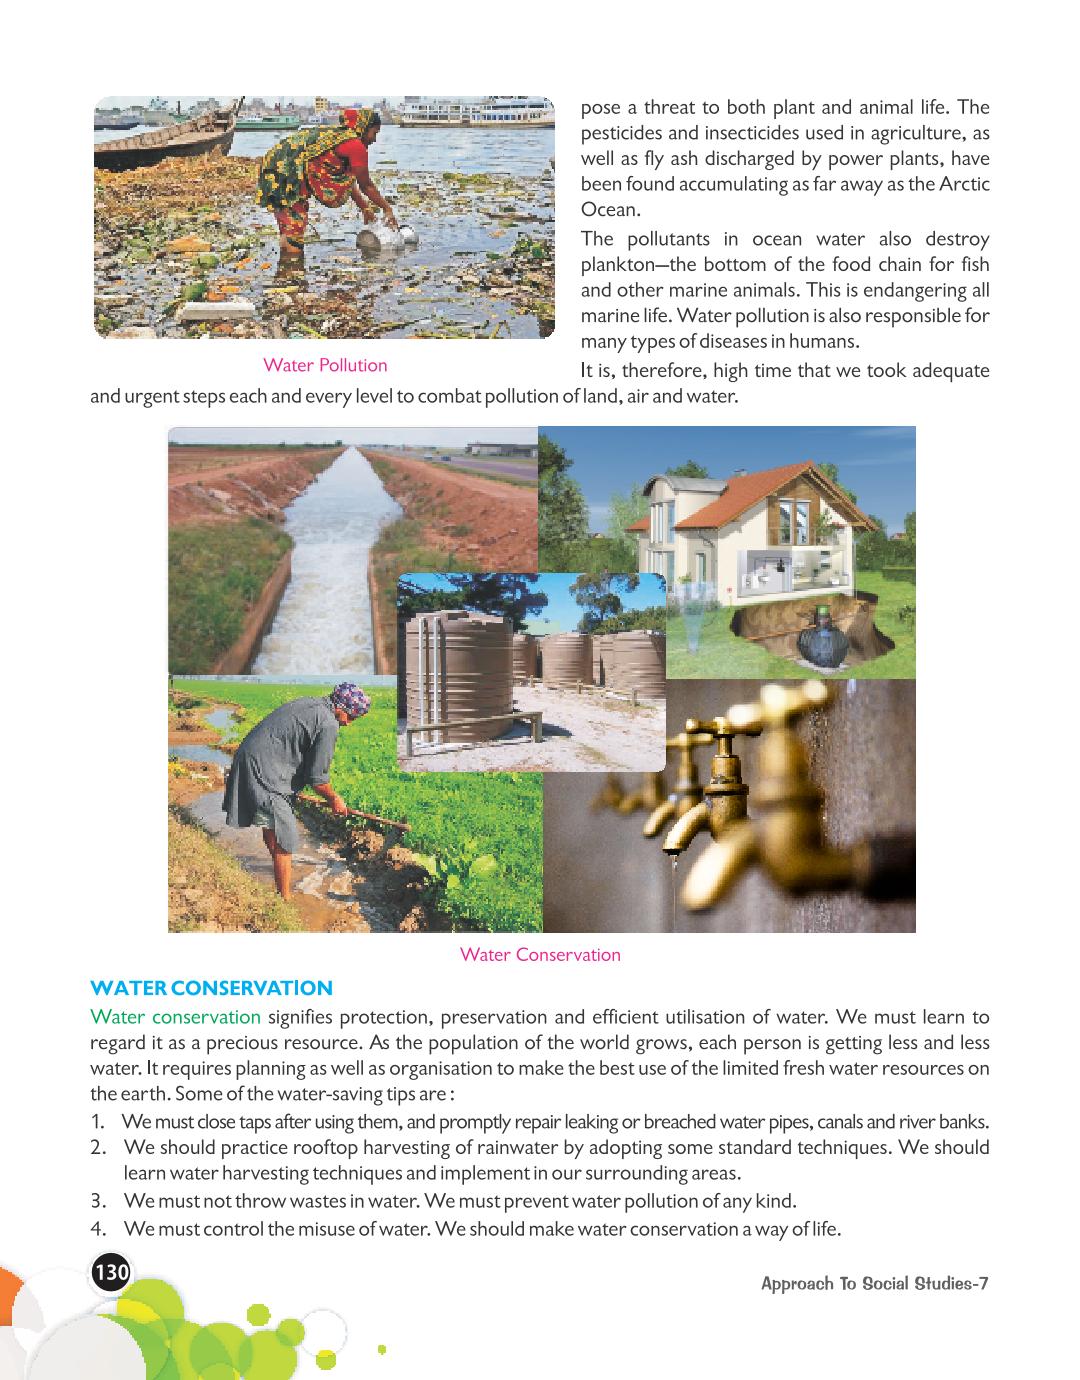 pose a threat to both plant and animal life. The
pesticides and insecticides used in agriculture, as
well as fly ash discharged by power plants, have
been found accumulating as far away as the Arctic
Ocean.
The pollutants in ocean water also destroy
plankton—the bottom of the food chain for fish
and other marine animals. This is endangering all
marine life. Water pollution is also responsible for
many types of diseases in humans.
Water Pollution
It is, therefore, high time that we took adequate
and urgent steps each and every level to combat pollution of land, air and water.
Water Conservation
WATER CONSERVATION
Water conservation signifies protection, preservation and efficient utilisation of water. We must learn to
regard it as a precious resource. As the population of the world grows, each person is getting less and less
water. It requires planning as well as organisation to make the best use of the limited fresh water resources on
the earth. Some of the water-saving tips are :
1. We must close taps after using them, and promptly repair leaking or breached water pipes, canals and river banks.
2. We should practice rooftop harvesting of rainwater by adopting some standard techniques. We should
learn water harvesting techniques and implement in our surrounding areas.
3. We must not throw wastes in water. We must prevent water pollution of any kind.
4. We must control the misuse of water. We should make water conservation a way of life.
130
Approach To Social Studies-7